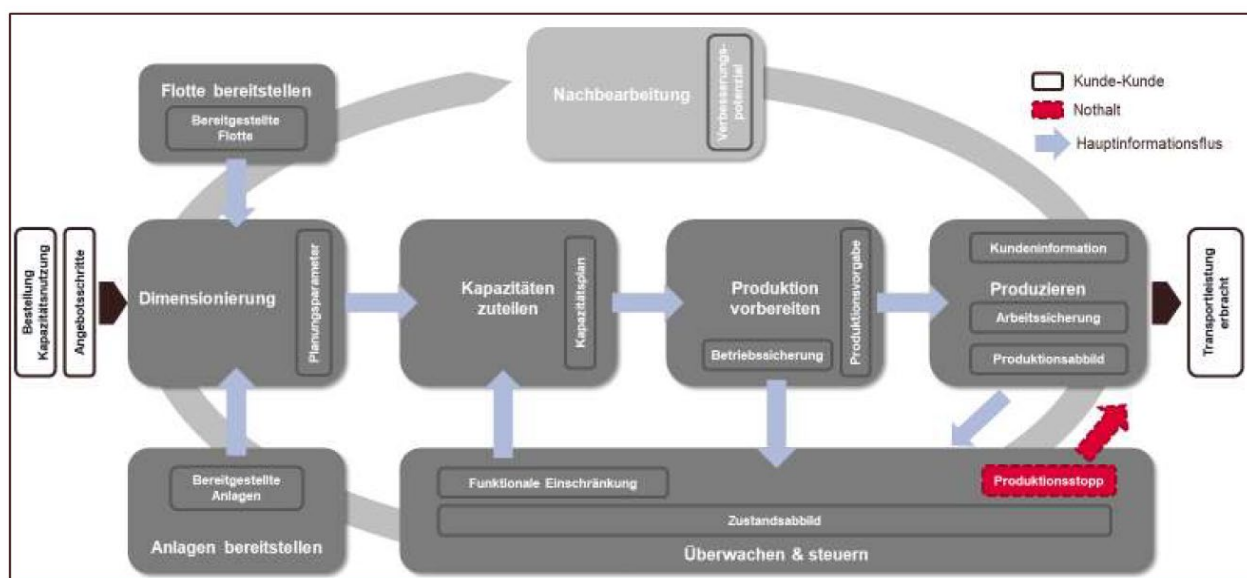 Flotte bereitstellen
Bereitgestellte
Flotte
Nachbearbeitung
Verbesserungs-
potenzial
Kunde-Kunde
Nothalt
Hauptinformationsflus
Bestellung
Kapazitätsnutzung
Angebotsschritte
Dimensionierung
Planungsparameter
Kapazitäten
zuteilen
Kapazitätsplan
Produktion
vorbereiten
Betriebssicherung
Produktionsvorgabe
Kundeninformation
Produzieren
Arbeitssicherung
Produktionsabbild
Transportleistung
erbracht
Bereitgestellte
Anlagen
Anlagen bereitstellen
Funktionale Einschränkung
Produktionsstopp
Zustandsabbild
Überwachen & steuern